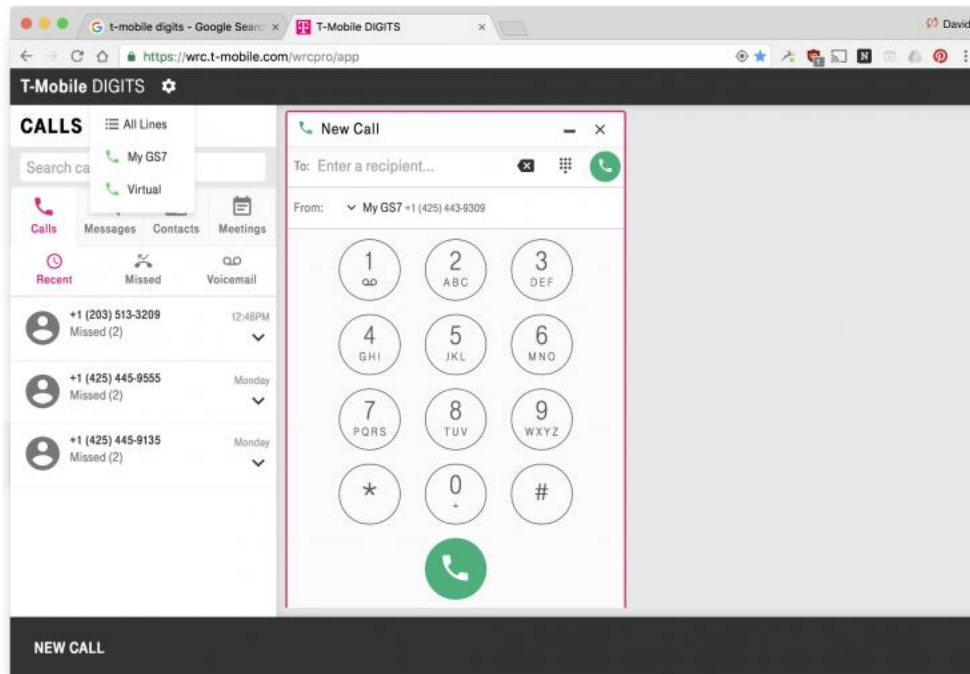 t-mobile digits - Google Searc
T-Mobile DIGITS
David
https://wrc.t-mobile.com/wrcpro/app
T-Mobile DIGITS
CALLS
All Lines
My GS7
Virtual
Search ca
Calls
Messages
Contacts
Meetings
Recent
Missed
Voicemail
+1 (203) 513-3209
12:46PM
Missed (2)
+1 (425) 445-9555
Monday
Missed (2)
+1 (425) 445-9135
Monday
Missed (2)
New Call
To: Enter a recipient...
From: My GS7 +1 (425) 443-9309
1
2 ABC
3 DEF
4 GHI
5 JKL
6 MNO
7 PQRS
8 TUV
9 WXYZ
*
0 +
#
NEW CALL